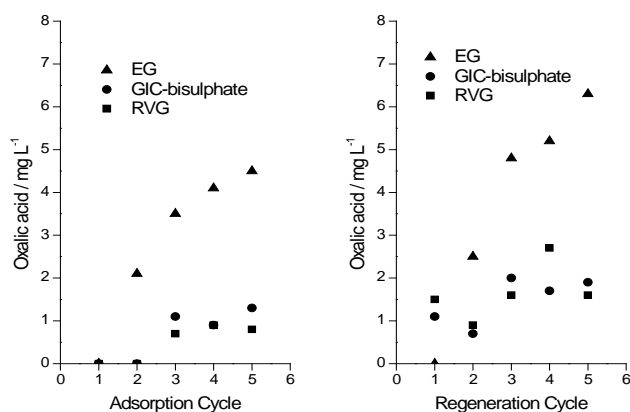 8
7
6
5
4
3
2
1
0
Oxalic acid / mg L⁻¹
EG
GIC-bisulphate
RVG
0 1 2 3 4 5 6
Adsorption Cycle
8
7
6
5
4
3
2
1
0
Oxalic acid / mg L⁻¹
EG
GIC-bisulphate
RVG
0 1 2 3 4 5 6
Regeneration Cycle